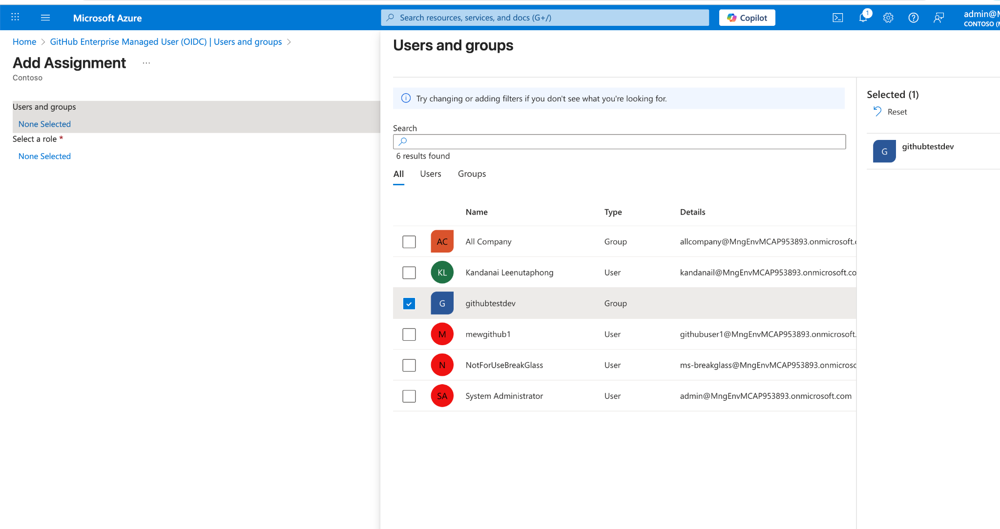 Microsoft Azure
Search resources, services, and docs (G+/)
Copilot
1
admin@M
CONTOSO (M
Home > GitHub Enterprise Managed User (OIDC) | Users and groups >
Add Assignment ...
Contoso
Users and groups
None Selected
Select a role *
None Selected
Users and groups
Try changing or adding filters if you don't see what you're looking for.
Search
6 results found
All Users Groups
Name Type Details
AC All Company Group allcompany@MngEnvMCAP953893.onmicrosoft.c
KL Kandanai Leenutaphong User kandanail@MngEnvMCAP953893.onmicrosoft.co
G githubtestdev Group
M mewgithub1 User githubuser1@MngEnvMCAP953893.onmicrosoft.
N NotForUseBreakGlass User ms-breakglass@MngEnvMCAP953893.onmicrosc
SA System Administrator User admin@MngEnvMCAP953893.onmicrosoft.com
Selected (1)
Reset
G githubtestdev